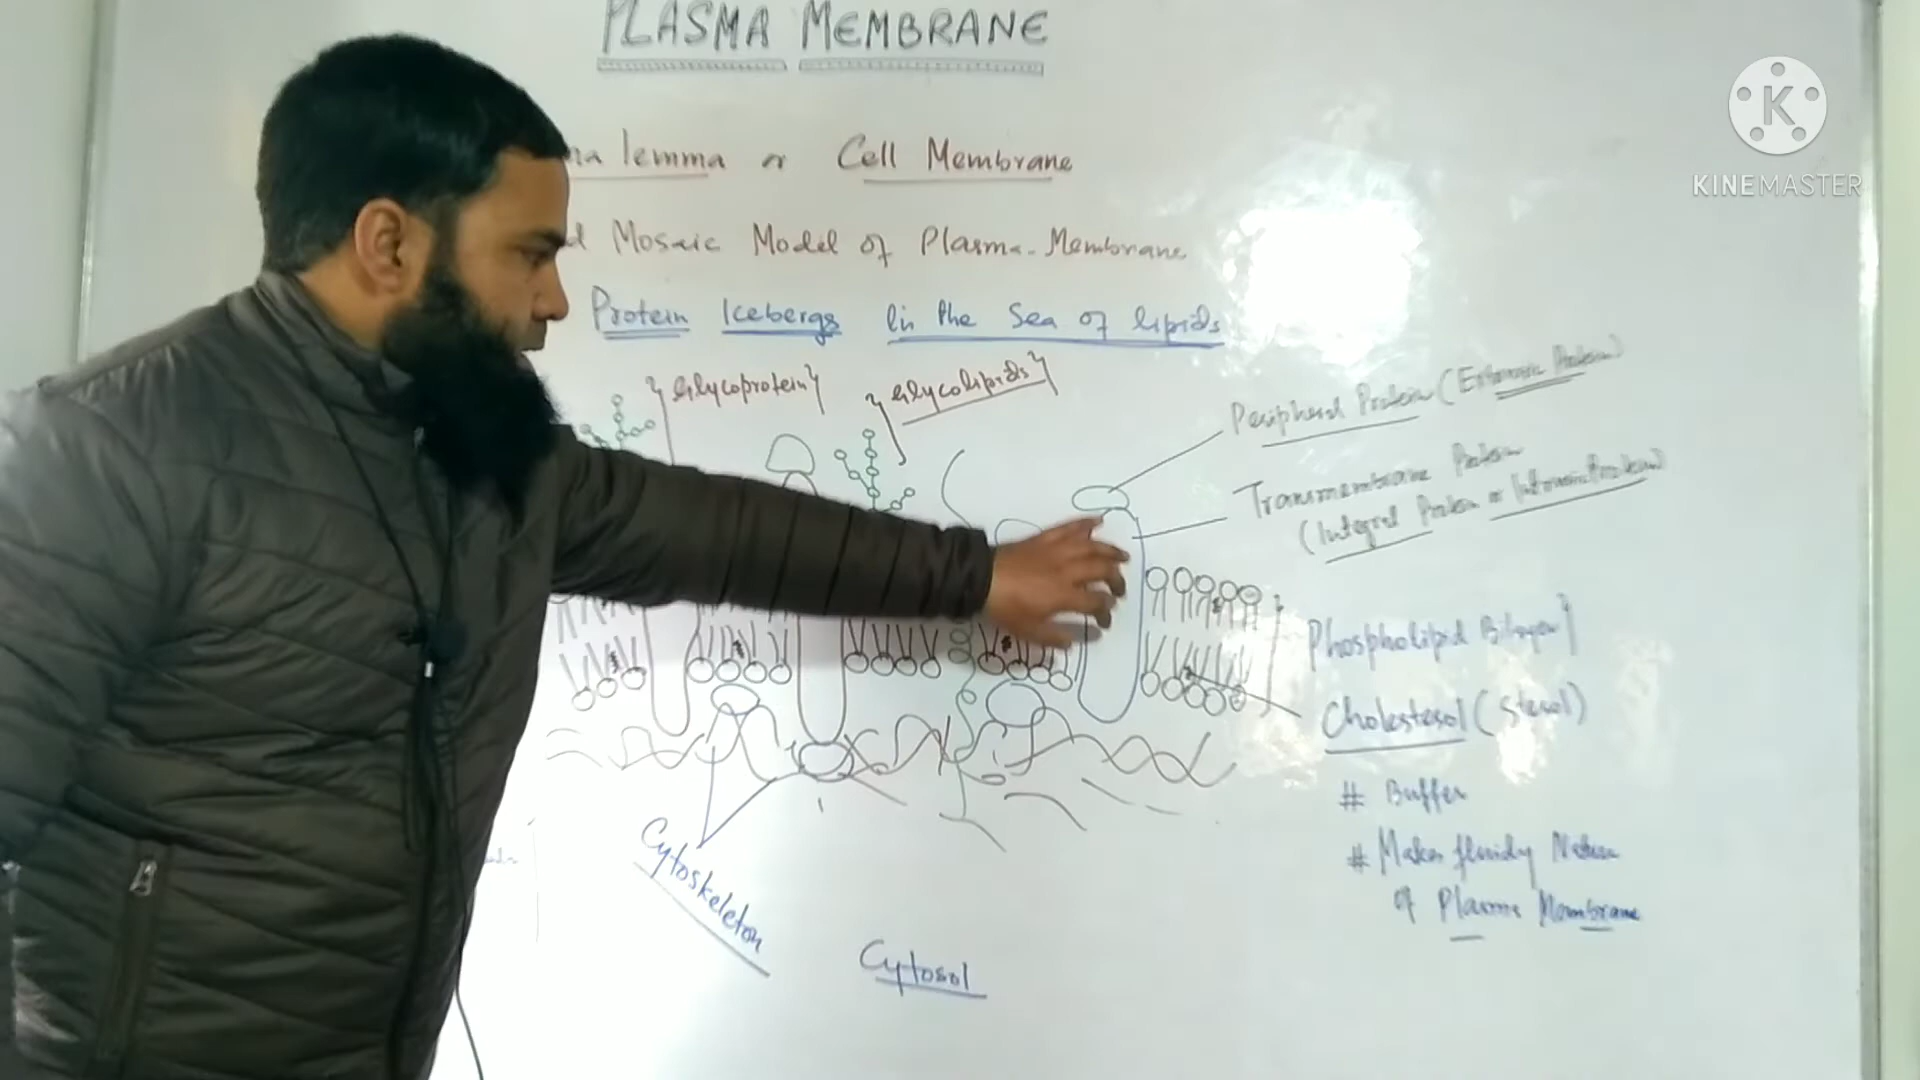 PLASMA MEMBRANE
KINEMASTER
lemma or Cell Membrane
Mosaic Model of Plasma-Membrane
Protein Icebergs in the Sea of lipids
Glycoprotein
Glycolipids
Peripheral Protein (Extrinsic Protein)
Transmembrane Protein
(Integral Protein or Intrinsic Protein)
Phospholipid Bilayer
Cholesterol (Sterol)
# Buffer
# Makes fluidy Nature
of Plasma Membrane
Cytoskeleton
Cytosol